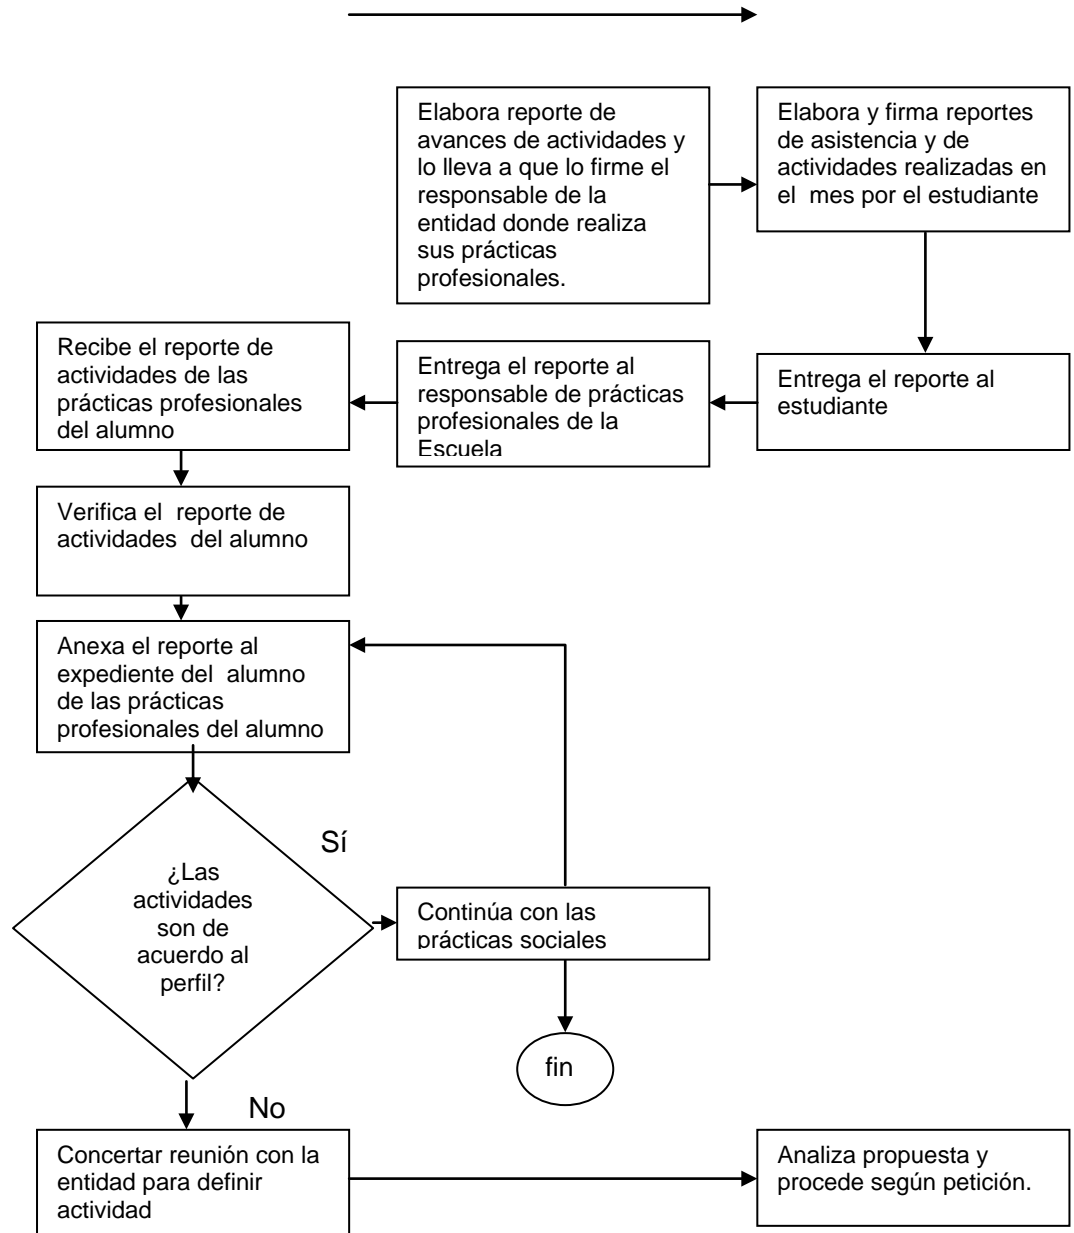 Elabora reporte de
avances de actividades y
lo lleva a que lo firme el
responsable de la
entidad donde realiza
sus prácticas
profesionales.
Elabora y firma reportes
de asistencia y de
actividades realizadas en
el mes por el estudiante
Recibe el reporte de
actividades de las
prácticas profesionales
del alumno
Entrega el reporte al
responsable de prácticas
profesionales de la
Escuela
Entrega el reporte al
estudiante
Verifica el reporte de
actividades del alumno
Anexa el reporte al
expediente del alumno
de las prácticas
profesionales del alumno
¿Las
actividades
son de
acuerdo al
perfil?
Sí
Continúa con las
prácticas sociales
fin
No
Concertar reunión con la
entidad para definir
actividad
Analiza propuesta y
procede según petición.